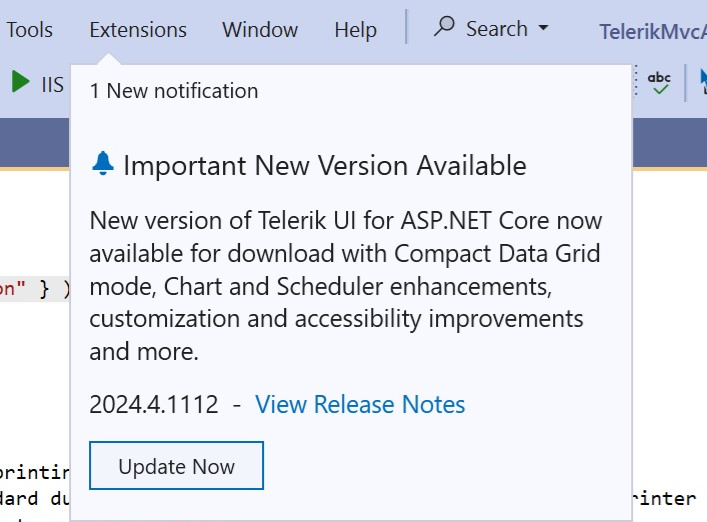 Tools Extensions Window Help Search TelerikMvcA
IIS
abc
1 New notification
Important New Version Available
New version of Telerik UI for ASP.NET Core now
available for download with Compact Data Grid
mode, Chart and Scheduler enhancements,
customization and accessibility improvements
and more.
2024.4.1112 - View Release Notes
Update Now
on" } )
printin
dard du
rinter